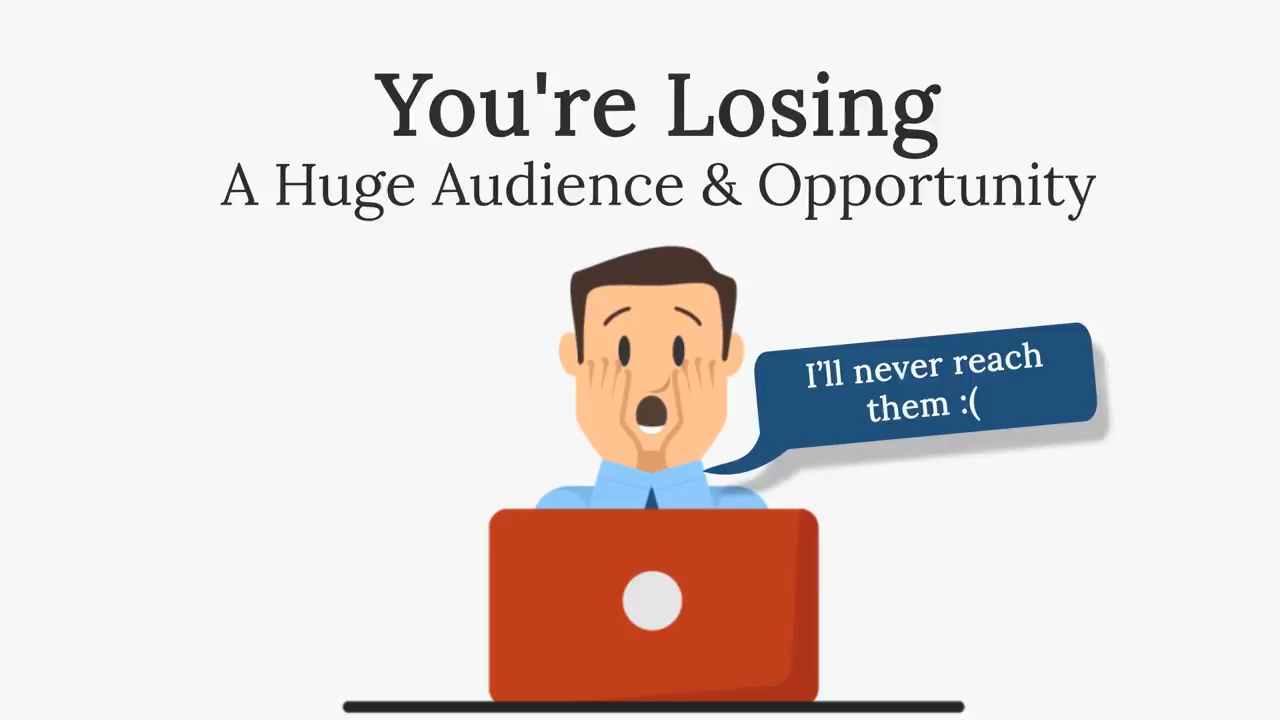 You're Losing
A Huge Audience & Opportunity
I’ll never reach
them :(